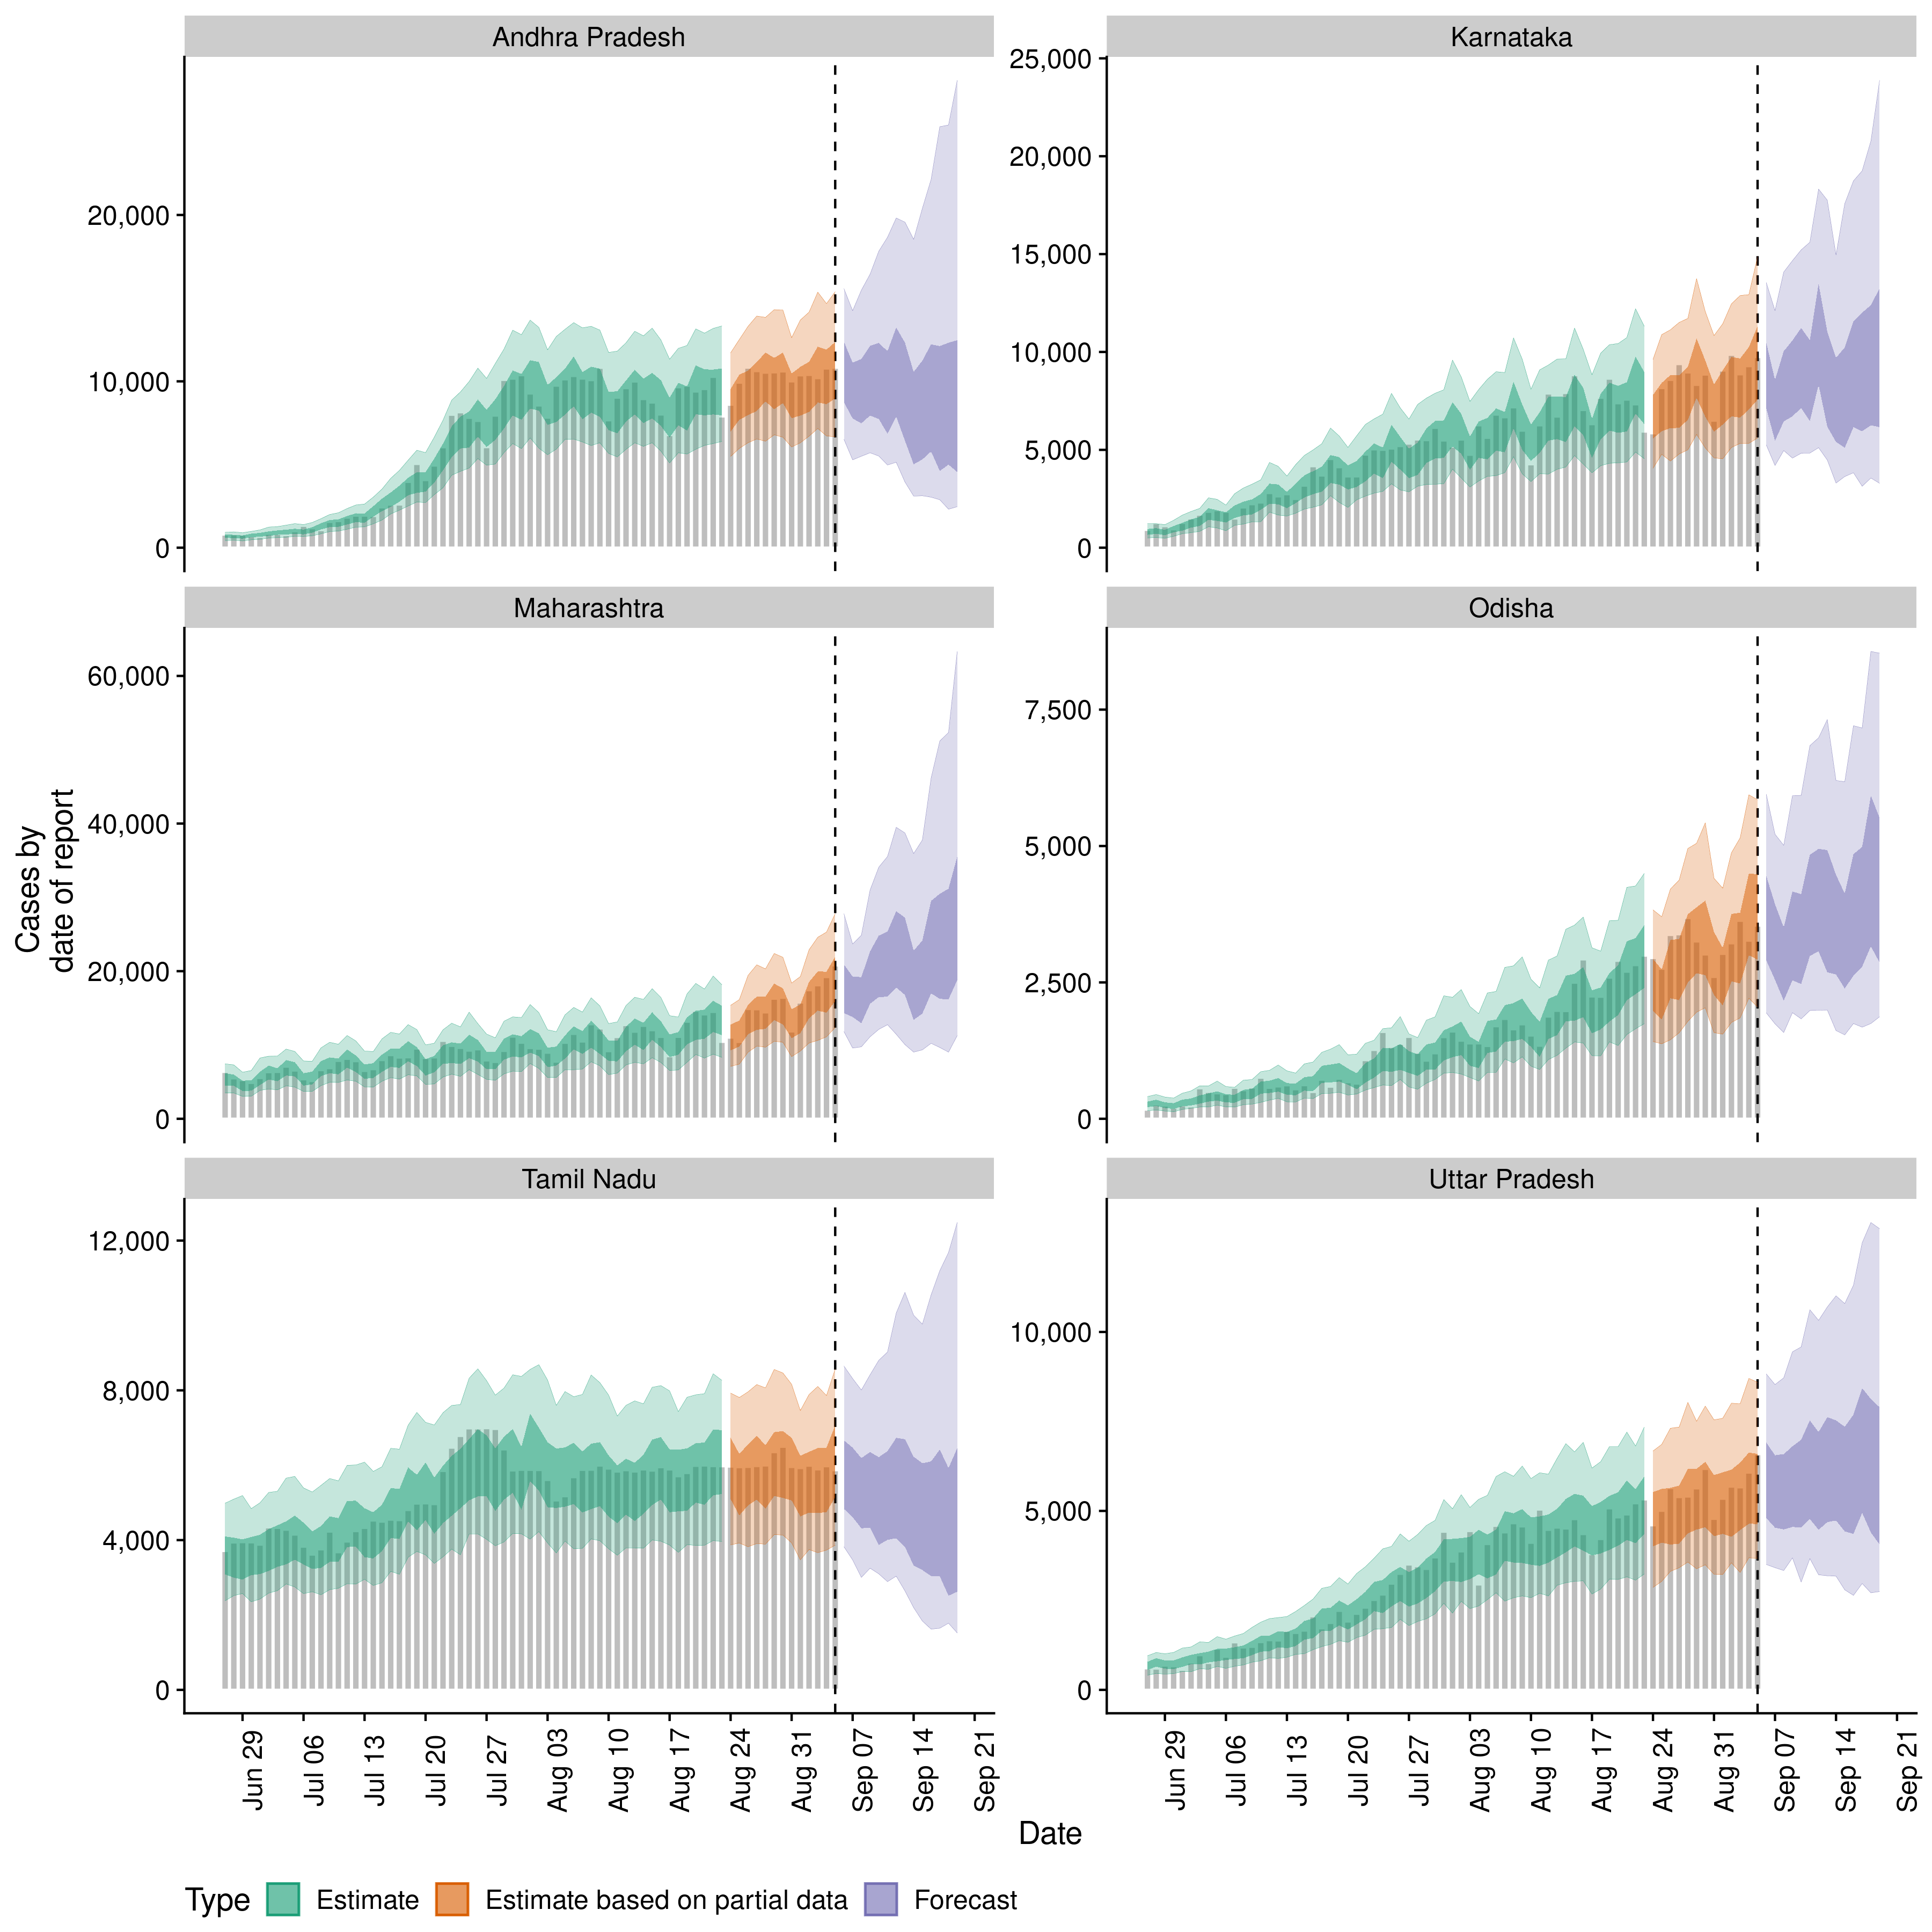 Andhra Pradesh
Karnataka
25,000
20,000
15,000
10,000
5,000
0
20,000
10,000
0
Maharashtra
Odisha
60,000
40,000
20,000
0
7,500
5,000
2,500
0
Cases by
date of report
Tamil Nadu
Uttar Pradesh
12,000
8,000
4,000
0
10,000
5,000
0
Jun 29
Jul 06
Jul 13
Jul 20
Jul 27
Aug 03
Aug 10
Aug 17
Aug 24
Aug 31
Sep 07
Sep 14
Sep 21
Jun 29
Jul 06
Jul 13
Jul 20
Jul 27
Aug 03
Aug 10
Aug 17
Aug 24
Aug 31
Sep 07
Sep 14
Sep 21
Date
Type Estimate Estimate based on partial data Forecast